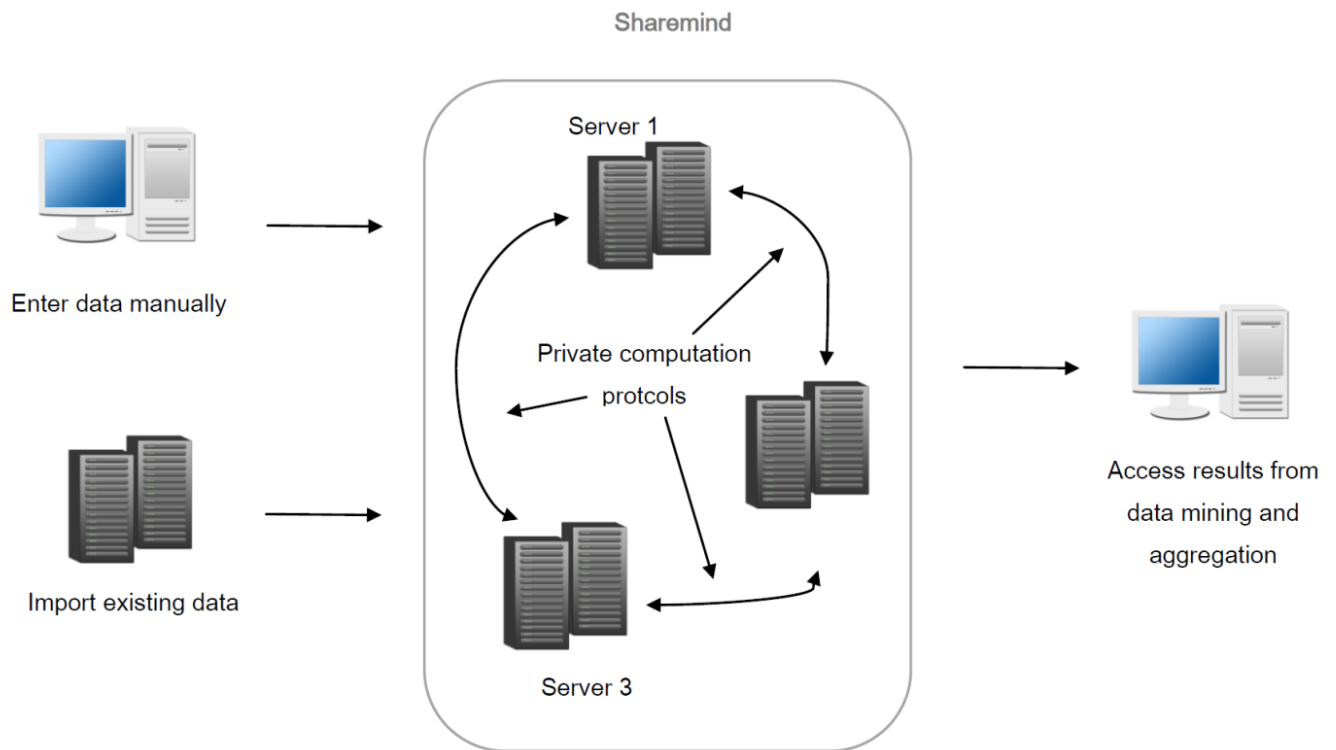 Sharemind
Server 1
Enter data manually
Private computation
protcols
Import existing data
Server 3
Access results from
data mining and
aggregation